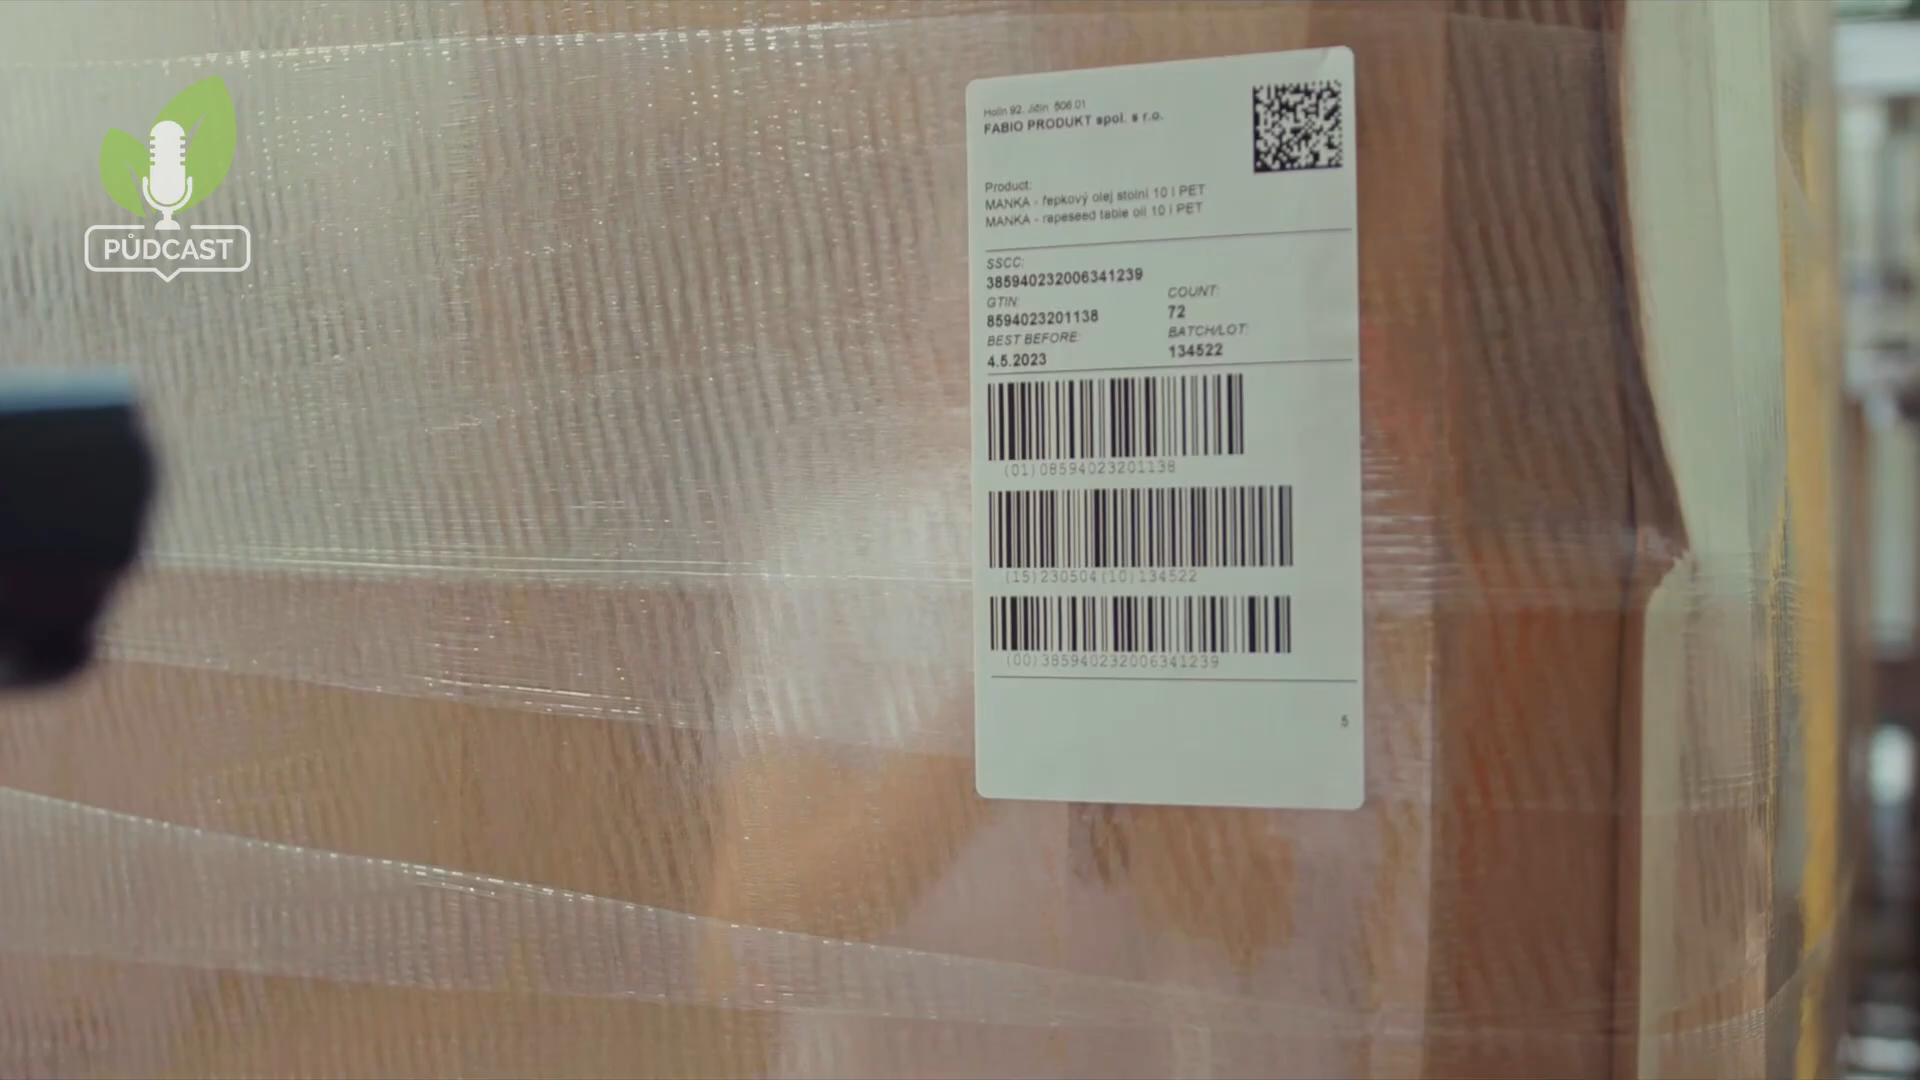 PŮDCAST
Holín 92, Jičín 506 01
FABIO PRODUKT spol. s r.o.
Product:
MANKA - řepkový olej stolní 10 l PET
MANKA - rapeseed table oil 10 l PET
SSCC:
385940232006341239
GTIN: COUNT:
8594023201138 72
BEST BEFORE: BATCH/LOT:
4.5.2023 134522
(01)08594023201138
(15)230504(10)134522
(00)385940232006341239
5